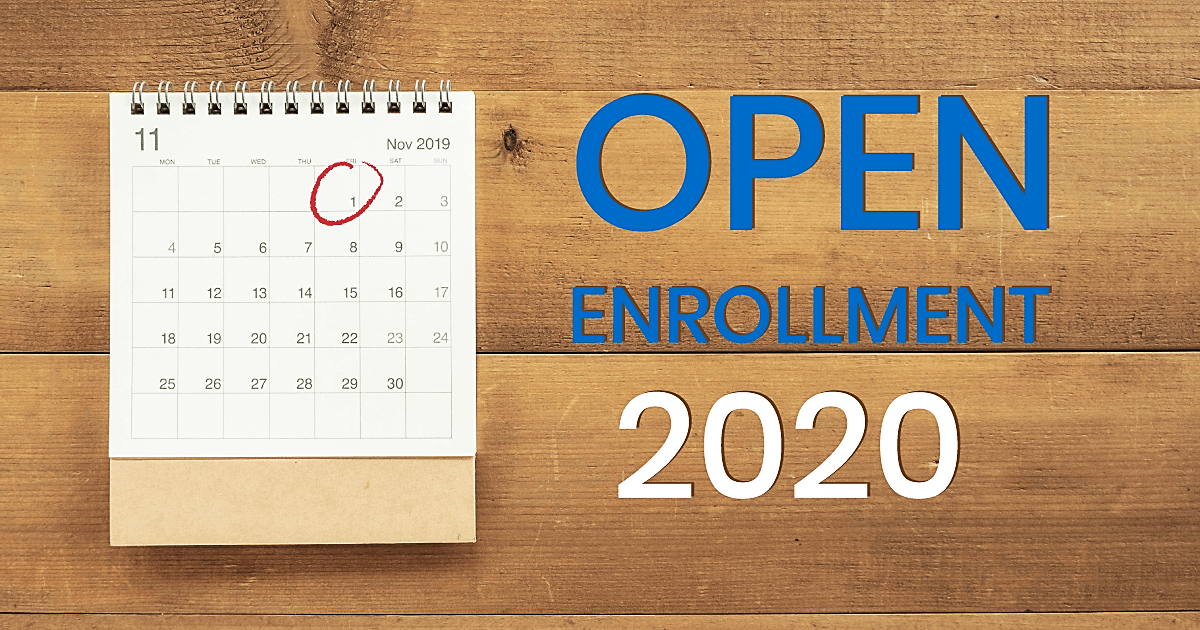 11
Nov 2019
MON TUE WED THU FRI SAT SUN
1 2 3
4 5 6 7 8 9 10
11 12 13 14 15 16 17
18 19 20 21 22 23 24
25 26 27 28 29 30
OPEN
ENROLLMENT
2020